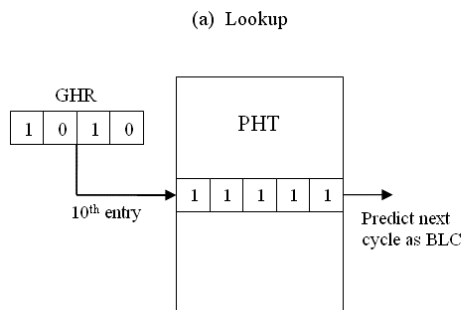 (a) Lookup
GHR
1 0 1 0
PHT
1 1 1 1 1
10th entry
Predict next
cycle as BLC